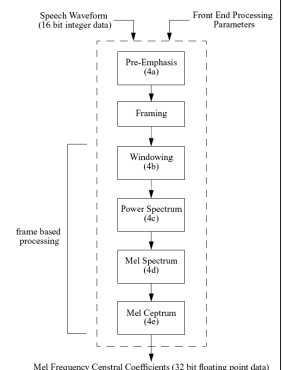 Speech Waveform
(16 bit integer data)
Front End Processing
Parameters
Pre-Emphasis
(4a)
Framing
Windowing
(4b)
Power Spectrum
(4c)
frame based
processing
Mel Spectrum
(4d)
Mel Ceptrum
(4e)
Mel Frequency Cepstral Coefficients (32 bit floating point data)